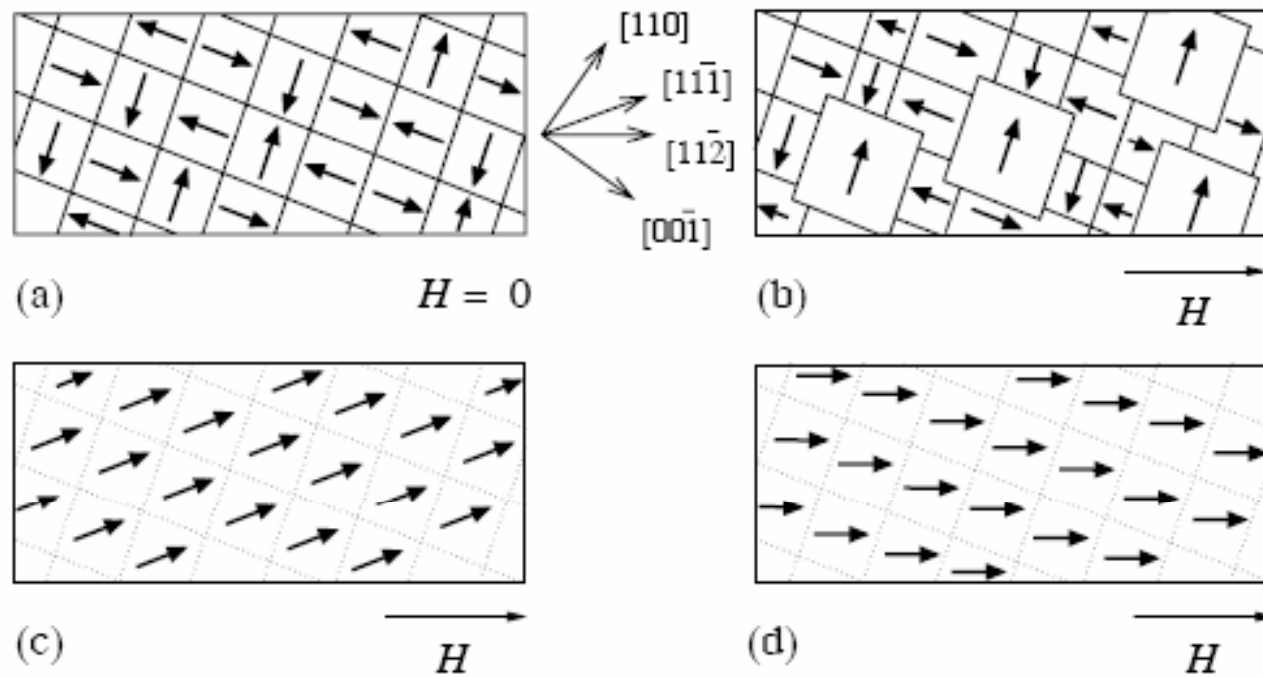 [110]
[11̄1̄]
[112̄]
[001̄]
(a)
H = 0
(b)
H
(c)
H
(d)
H